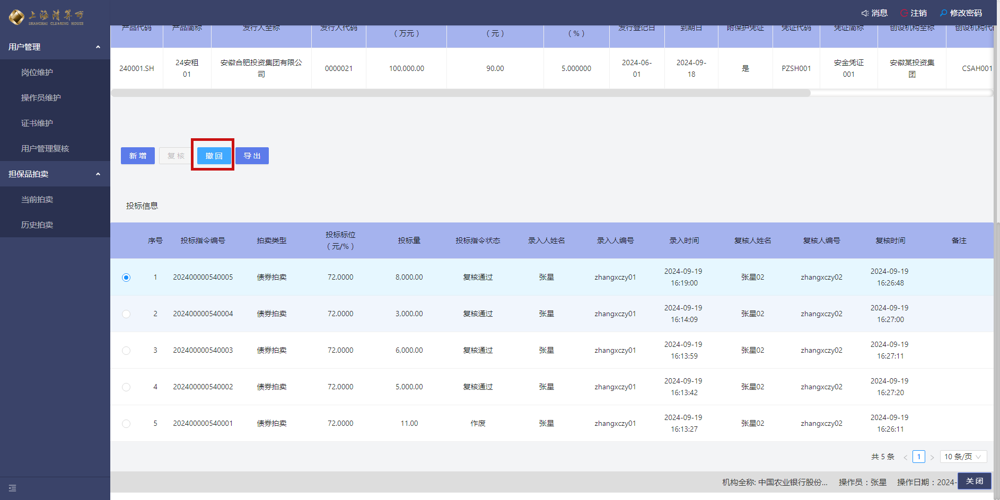 上海清算所
SHANGHAI CLEARING HOUSE
消息
注销
修改密码
用户管理
岗位维护
操作员维护
证书维护
用户管理复核
担保品拍卖
当前拍卖
历史拍卖
产品代码 产品简称 发行人全称 发行人代码 （万元） （元） （%） 发行登记日 到期日 附保护凭证 凭证代码 凭证简称 创设机构全称 创设机构代
240001.SH 24安租01 安徽合肥投资集团有限公司 0000021 100,000.00 90.00 5.000000 2024-06-01 2024-09-18 是 PZSH001 安金凭证001 安徽某投资集团 CSAH001
新 增 复 核 撤 回 导 出
投标信息
序号 投标指令编号 拍卖类型 投标标位（元/%） 投标量 投标指令状态 录入人姓名 录入人编号 录入时间 复核人姓名 复核人编号 复核时间 备注
1 202400000540005 债券拍卖 72.0000 8,000.00 复核通过 张星 zhangxczy01 2024-09-19 16:19:00 张星02 zhangxczy02 2024-09-19 16:26:48
2 202400000540004 债券拍卖 72.0000 3,000.00 复核通过 张星 zhangxczy01 2024-09-19 16:14:09 张星02 zhangxczy02 2024-09-19 16:27:00
3 202400000540003 债券拍卖 72.0000 6,000.00 复核通过 张星 zhangxczy01 2024-09-19 16:13:59 张星02 zhangxczy02 2024-09-19 16:27:11
4 202400000540002 债券拍卖 72.0000 5,000.00 复核通过 张星 zhangxczy01 2024-09-19 16:13:42 张星02 zhangxczy02 2024-09-19 16:27:20
5 202400000540001 债券拍卖 72.0000 11.00 作废 张星 zhangxczy01 2024-09-19 16:13:27 张星02 zhangxczy02 2024-09-19 16:26:11
共 5 条 < 1 > 10 条/页
机构全称: 中国农业银行股份... 操作员：张星 操作日期：2024- 关 闭